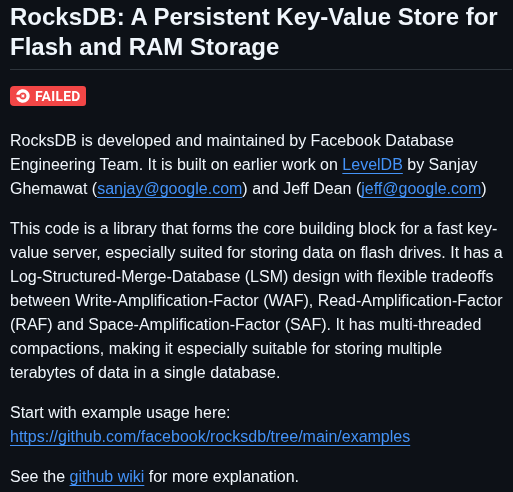 RocksDB: A Persistent Key-Value Store for
Flash and RAM Storage
FAILED
RocksDB is developed and maintained by Facebook Database
Engineering Team. It is built on earlier work on LevelDB by Sanjay
Ghemawat (sanjay@google.com) and Jeff Dean (jeff@google.com)
This code is a library that forms the core building block for a fast key-
value server, especially suited for storing data on flash drives. It has a
Log-Structured-Merge-Database (LSM) design with flexible tradeoffs
between Write-Amplification-Factor (WAF), Read-Amplification-Factor
(RAF) and Space-Amplification-Factor (SAF). It has multi-threaded
compactions, making it especially suitable for storing multiple
terabytes of data in a single database.
Start with example usage here:
https://github.com/facebook/rocksdb/tree/main/examples
See the github wiki for more explanation.